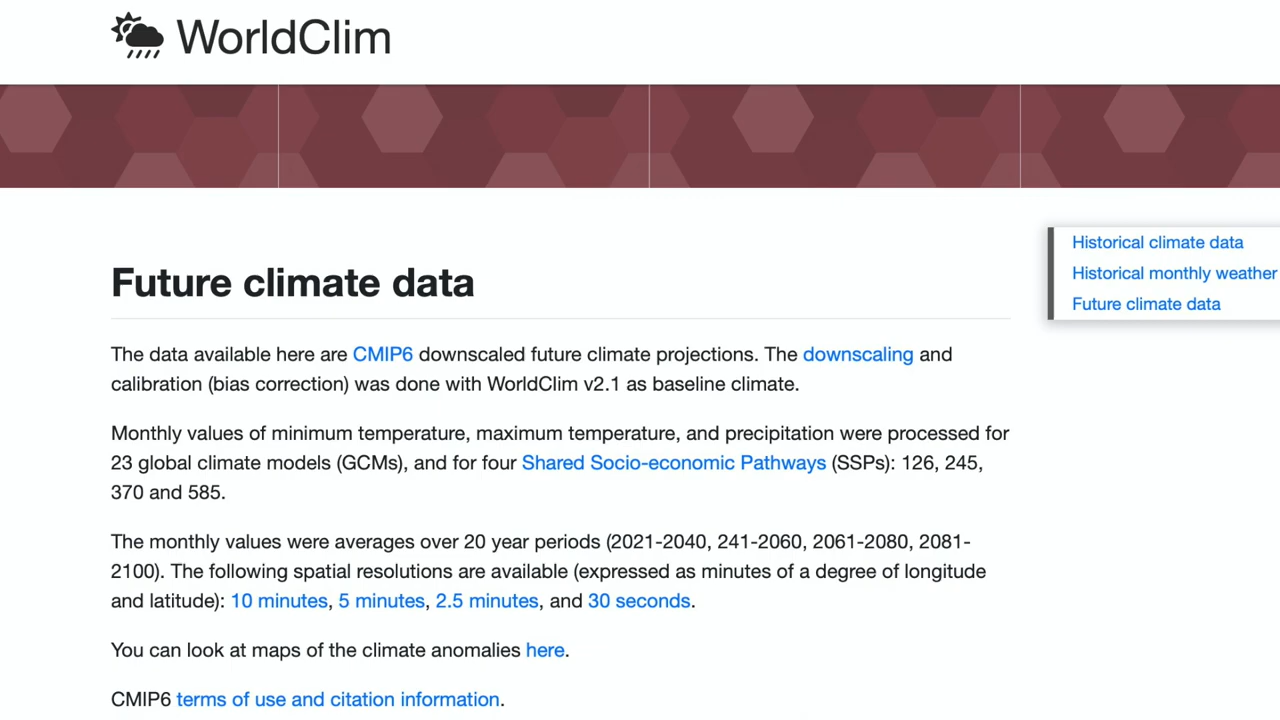 WorldClim
Historical climate data
Historical monthly weather
Future climate data
Future climate data
The data available here are CMIP6 downscaled future climate projections. The downscaling and
calibration (bias correction) was done with WorldClim v2.1 as baseline climate.
Monthly values of minimum temperature, maximum temperature, and precipitation were processed for
23 global climate models (GCMs), and for four Shared Socio-economic Pathways (SSPs): 126, 245,
370 and 585.
The monthly values were averages over 20 year periods (2021-2040, 241-2060, 2061-2080, 2081-
2100). The following spatial resolutions are available (expressed as minutes of a degree of longitude
and latitude): 10 minutes, 5 minutes, 2.5 minutes, and 30 seconds.
You can look at maps of the climate anomalies here.
CMIP6 terms of use and citation information.